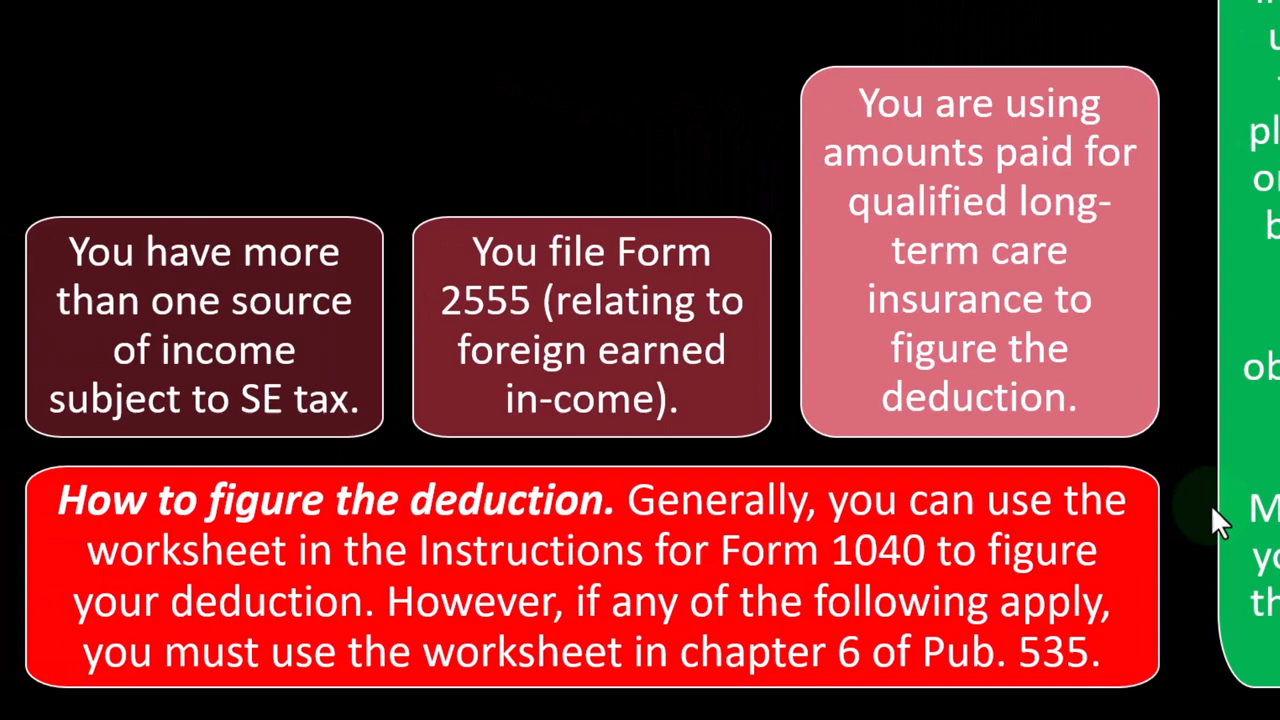 You have more
than one source
of income
subject to SE tax.
You file Form
2555 (relating to
foreign earned
in-come).
You are using
amounts paid for
qualified long-
term care
insurance to
figure the
deduction.
How to figure the deduction. Generally, you can use the
worksheet in the Instructions for Form 1040 to figure
your deduction. However, if any of the following apply,
you must use the worksheet in chapter 6 of Pub. 535.